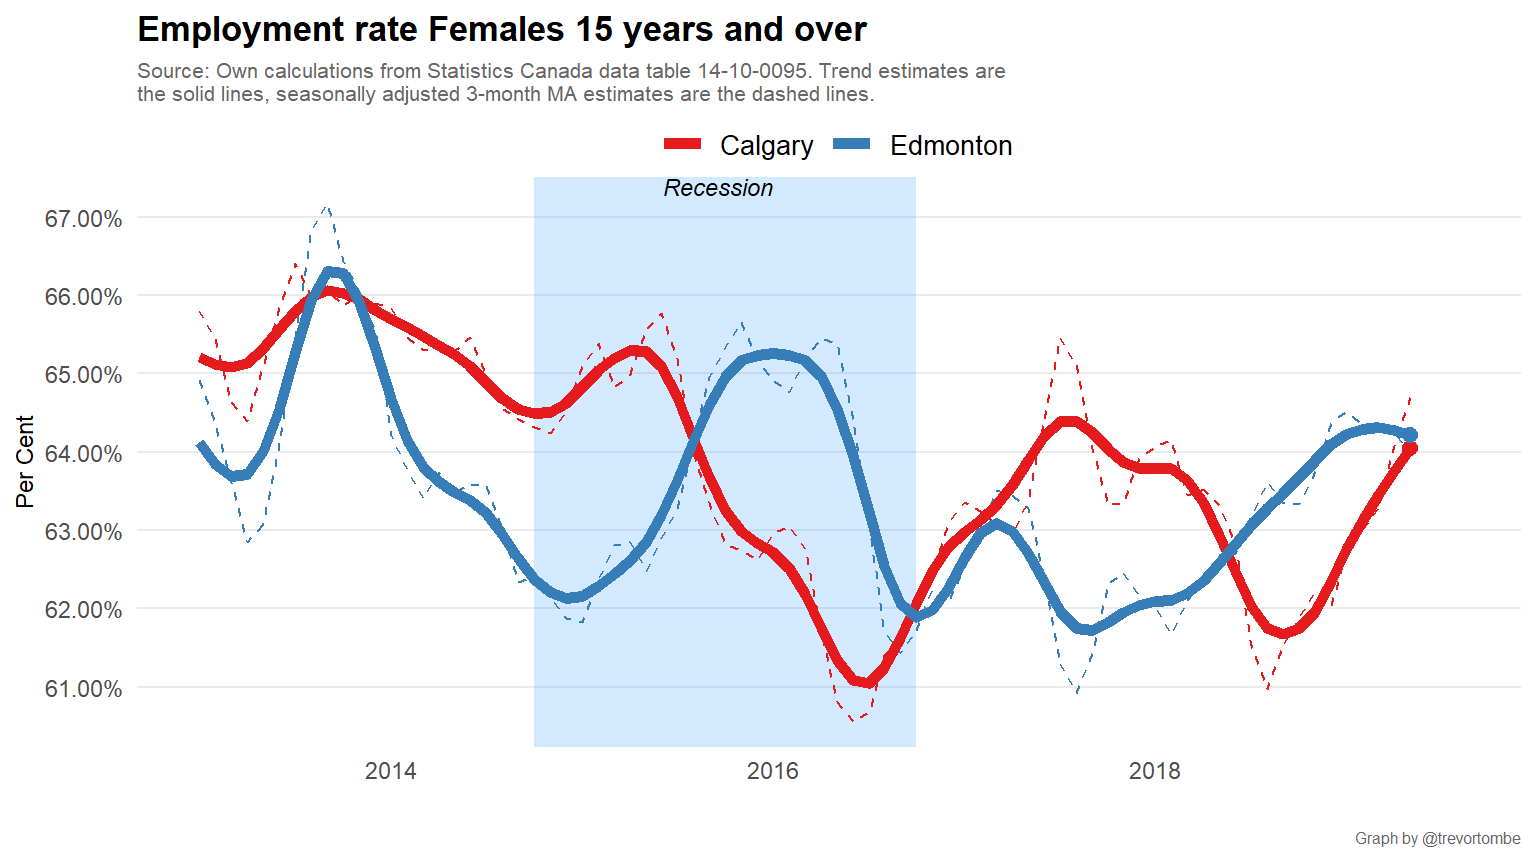 Employment rate Females 15 years and over
Source: Own calculations from Statistics Canada data table 14-10-0095. Trend estimates are
the solid lines, seasonally adjusted 3-month MA estimates are the dashed lines.
Calgary Edmonton
Recession
67.00%
66.00%
65.00%
64.00%
63.00%
62.00%
61.00%
Per Cent
2014 2016 2018
Graph by @trevortombe